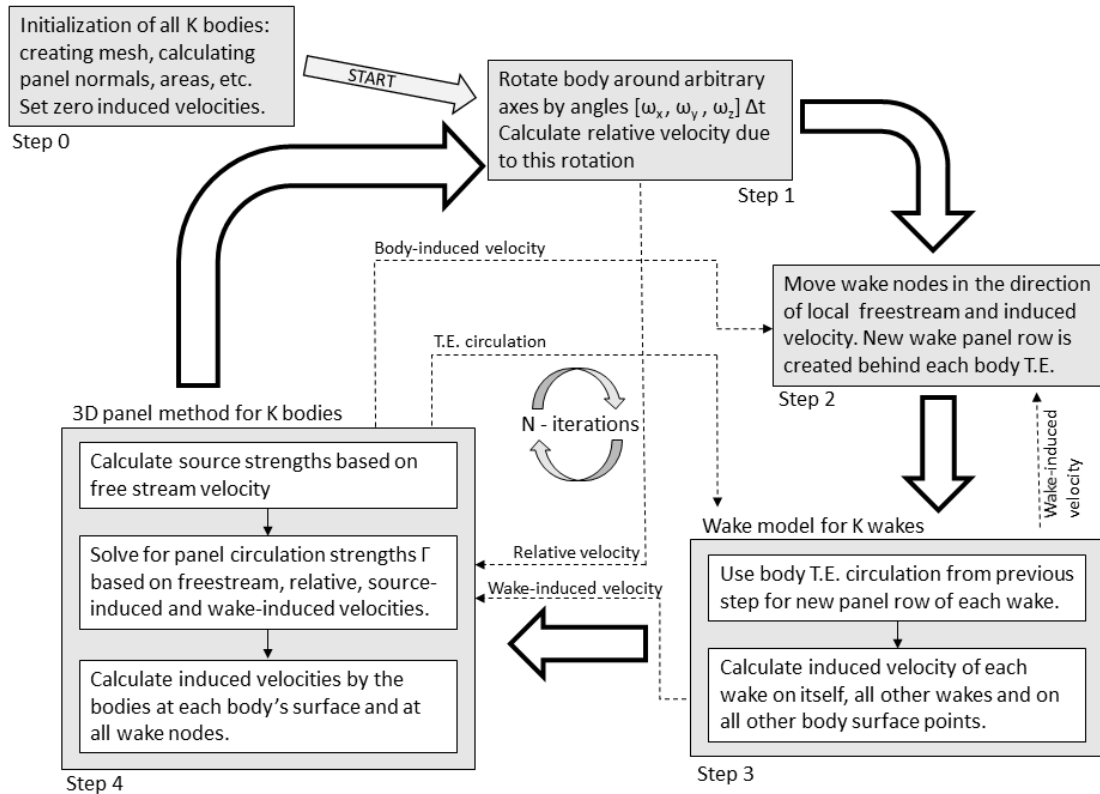 Initialization of all K bodies:
creating mesh, calculating
panel normals, areas, etc.
Set zero induced velocities.
Step 0
START
Rotate body around arbitrary
axes by angles [ωx, ωy, ωz] Δt
Calculate relative velocity due
to this rotation
Step 1
Body-induced velocity
Move wake nodes in the direction
of local freestream and induced
velocity. New wake panel row is
created behind each body T.E.
Step 2
T.E. circulation
N - iterations
Wake-induced
velocity
3D panel method for K bodies
Calculate source strengths based on
free stream velocity
Solve for panel circulation strengths Γ
based on freestream, relative, source-
induced and wake-induced velocities.
Calculate induced velocities by the
bodies at each body's surface and at
all wake nodes.
Step 4
Relative velocity
Wake-induced velocity
Wake model for K wakes
Use body T.E. circulation from previous
step for new panel row of each wake.
Calculate induced velocity of each
wake on itself, all other wakes and on
all other body surface points.
Step 3